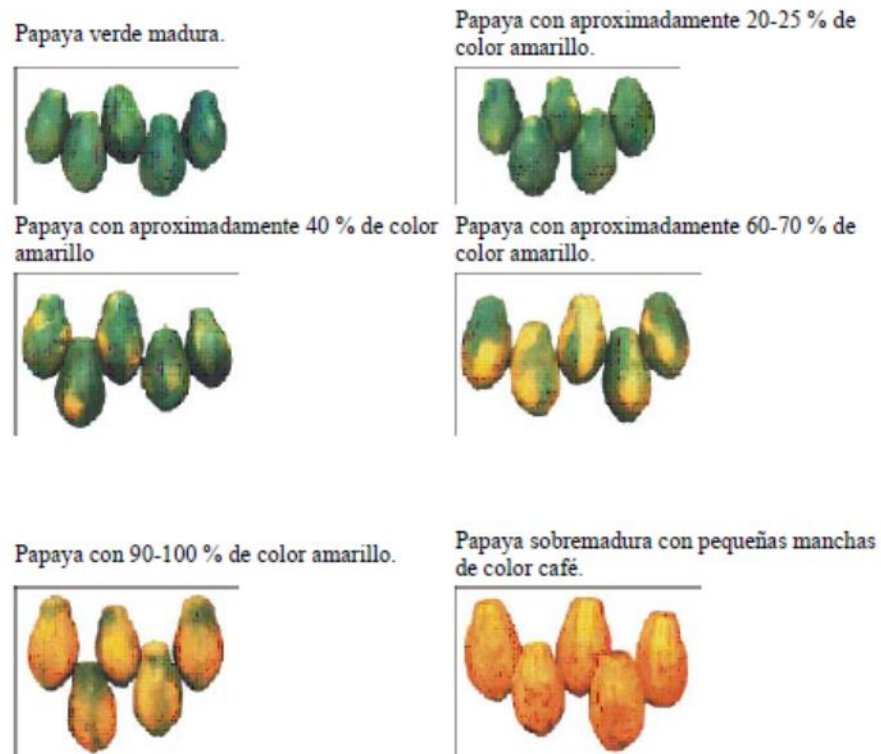 Papaya verde madura.
Papaya con aproximadamente 20-25 % de
color amarillo.
Papaya con aproximadamente 40 % de color
amarillo
Papaya con aproximadamente 60-70 % de
color amarillo.
Papaya con 90-100 % de color amarillo.
Papaya sobremadura con pequeñas manchas
de color café.